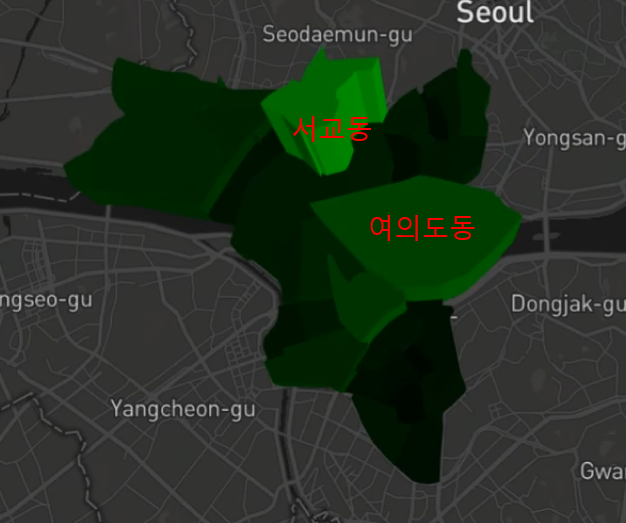 Seoul
Seodaemun-gu
서교동
Yongsan-g
여의도동
ngseo-gu
Dongjak-gu
Yangcheon-gu
Gwa